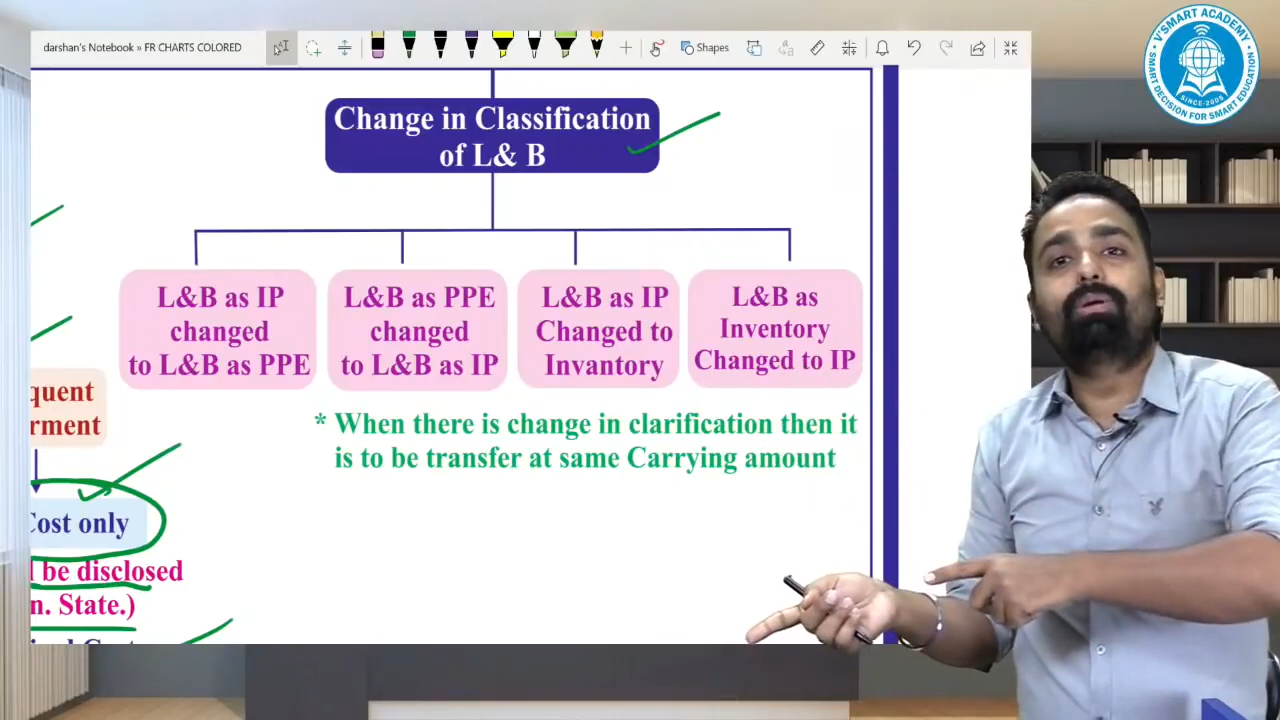 darshan's Notebook » FR CHARTS COLORED
Shapes
V'SMART ACADEMY
SINCE-2005
SMART DECISION FOR SMART EDUCATION
Change in Classification
of L& B
L&B as IP
changed
to L&B as PPE
L&B as PPE
changed
to L&B as IP
L&B as IP
Changed to
Invantory
L&B as
Inventory
Changed to IP
* When there is change in clarification then it
is to be transfer at same Carrying amount
quent
rment
Cost only
be disclosed
n. State.)